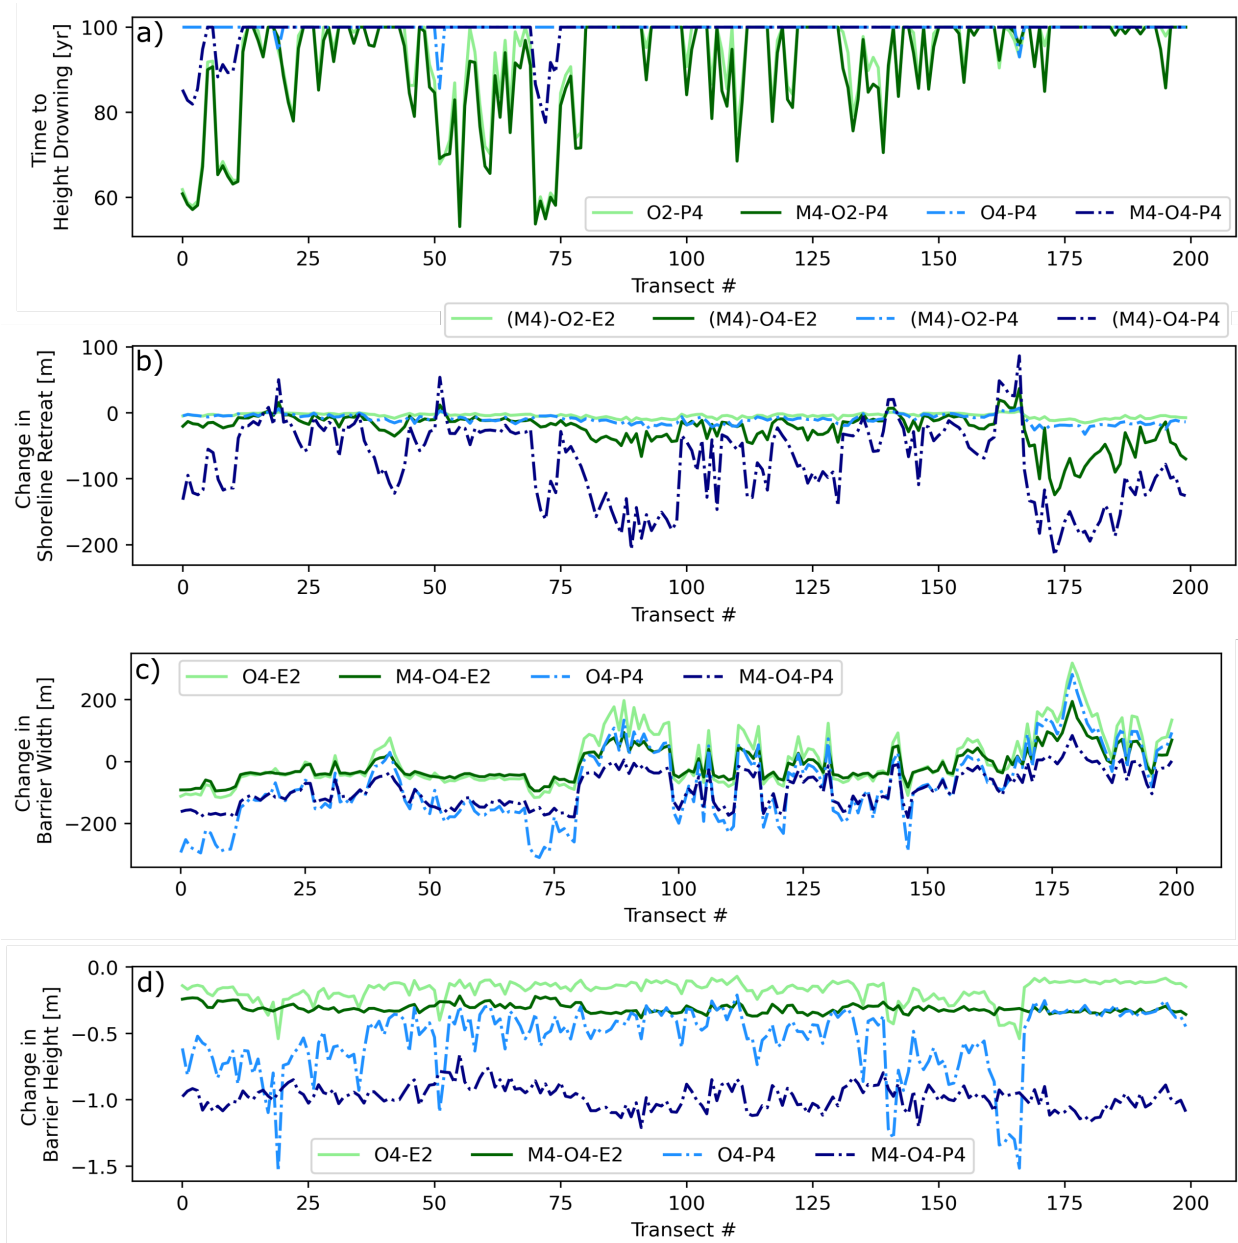 a)
Time to
Height Drowning [yr]
100
80
60
O2-P4 M4-O2-P4 O4-P4 M4-O4-P4
0 25 50 75 100 125 150 175 200
Transect #
(M4)-O2-E2 (M4)-O4-E2 (M4)-O2-P4 (M4)-O4-P4
b)
Change in
Shoreline Retreat [m]
100
0
−100
−200
0 25 50 75 100 125 150 175 200
Transect #
c)
O4-E2 M4-O4-E2 O4-P4 M4-O4-P4
Change in
Barrier Width [m]
200
0
−200
0 25 50 75 100 125 150 175 200
Transect #
d)
Change in
Barrier Height [m]
0.0
−0.5
−1.0
−1.5
O4-E2 M4-O4-E2 O4-P4 M4-O4-P4
0 25 50 75 100 125 150 175 200
Transect #